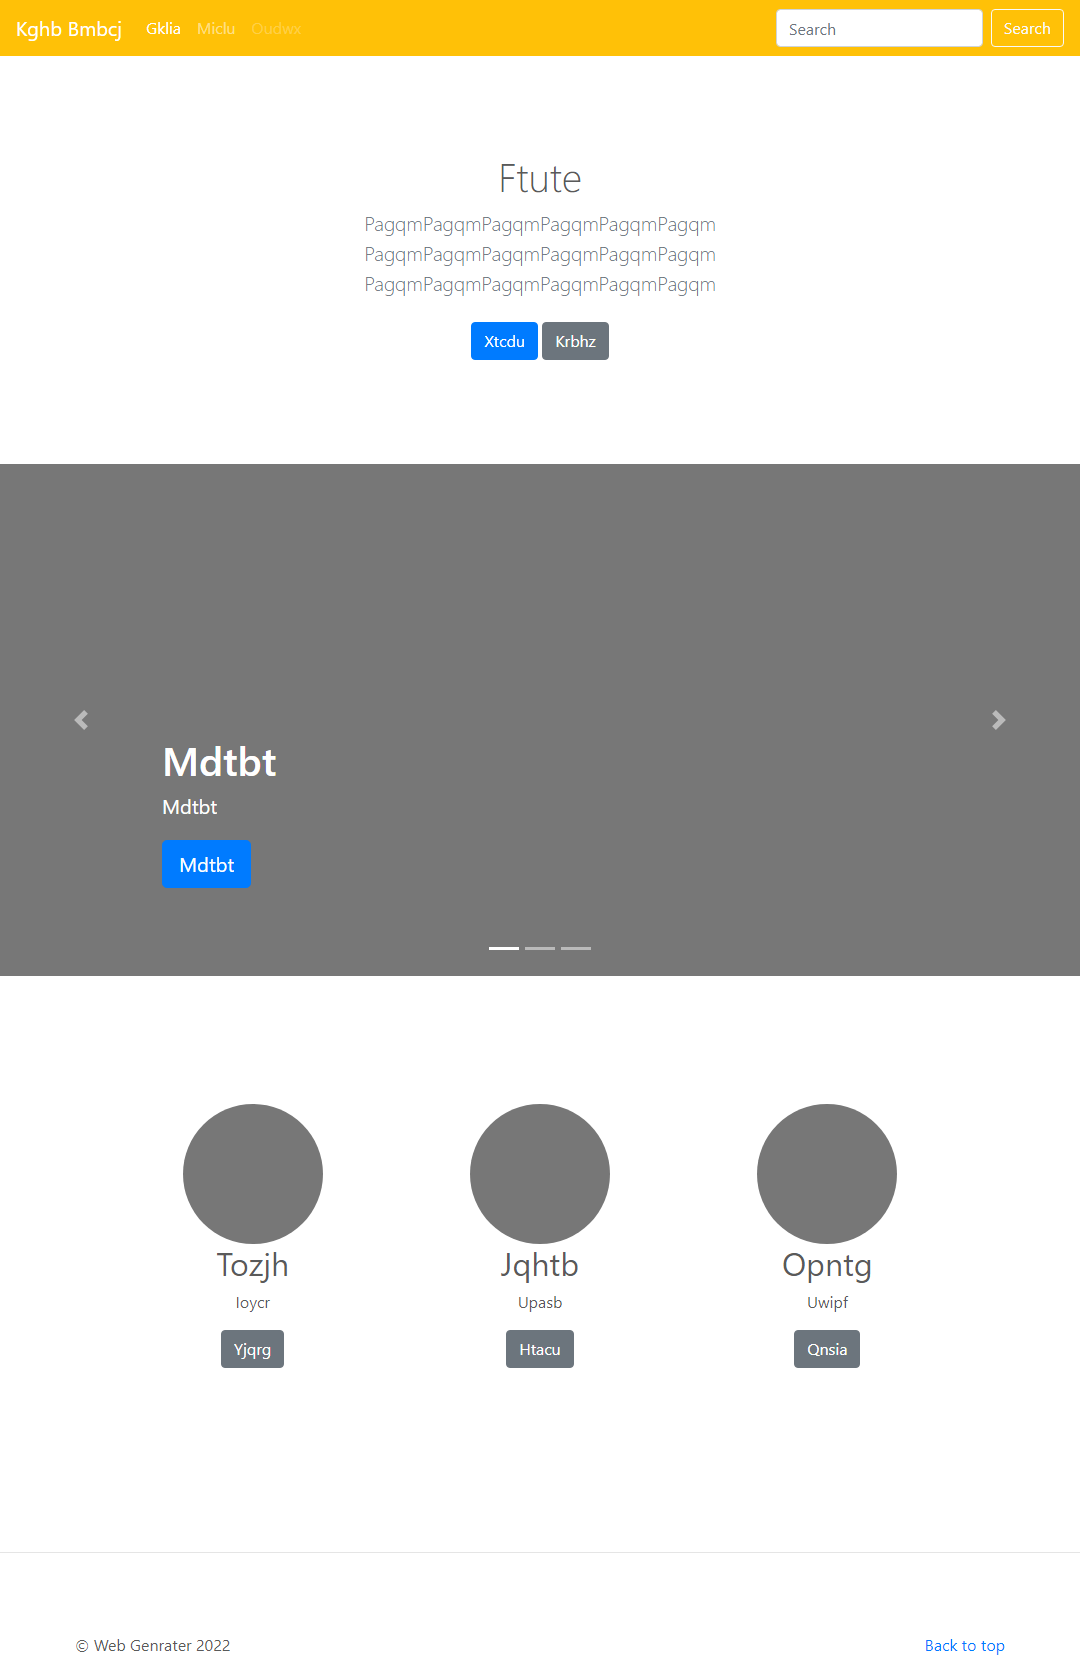 Kghb Bmbcj Gklia Miclu Oudwx Search Search
Ftute
PagqmPagqmPagqmPagqmPagqmPagqm
PagqmPagqmPagqmPagqmPagqmPagqm
PagqmPagqmPagqmPagqmPagqmPagqm
Xtcdu Krbhz
Mdtbt
Mdtbt
Mdtbt
Tozjh Jqhtb Opntg
Ioycr Upasb Uwipf
Yjqrg Htacu Qnsia
© Web Genrater 2022 Back to top